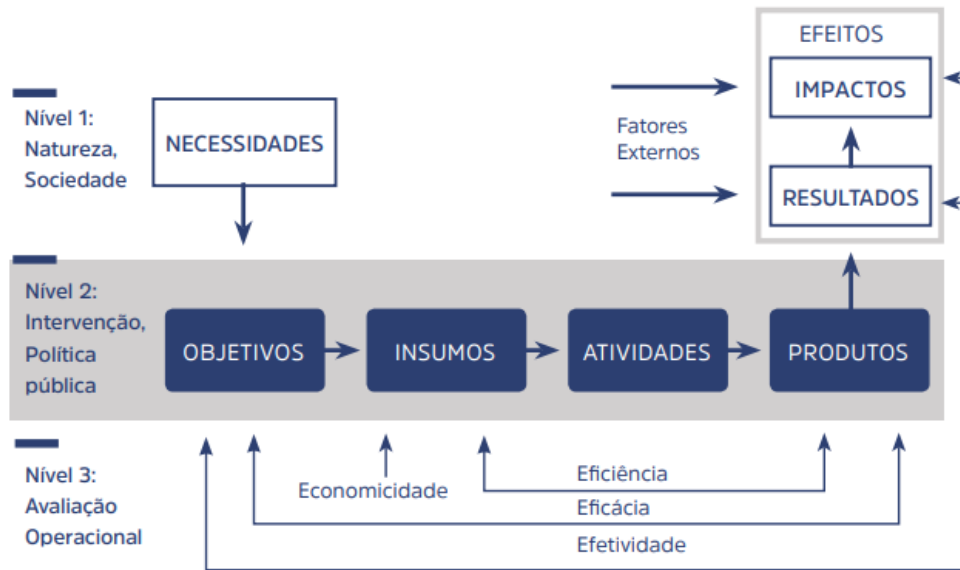 EFEITOS
IMPACTOS
Nível 1:
Natureza,
Sociedade
NECESSIDADES
Fatores
Externos
RESULTADOS
Nível 2:
Intervenção,
Política
pública
OBJETIVOS
INSUMOS
ATIVIDADES
PRODUTOS
Nível 3:
Avaliação
Operacional
Economicidade
Eficiência
Eficácia
Efetividade